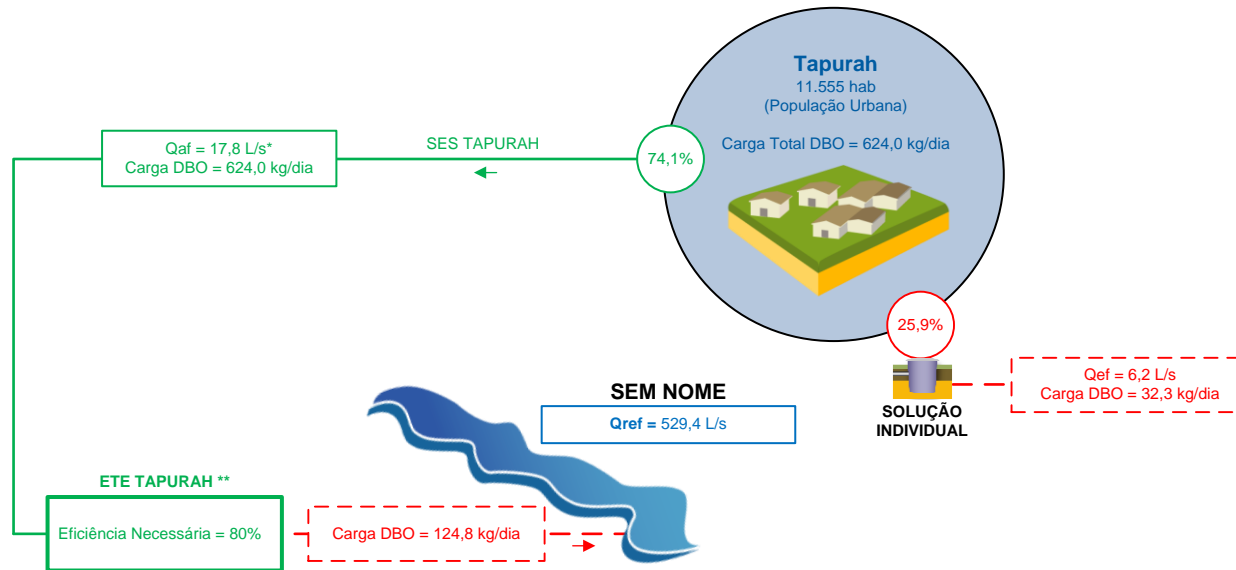 Tapurah
11.555 hab
(População Urbana)
Carga Total DBO = 624,0 kg/dia
74,1%
SES TAPURAH
Qaf = 17,8 L/s*
Carga DBO = 624,0 kg/dia
25,9%
SOLUÇÃO
INDIVIDUAL
Qef = 6,2 L/s
Carga DBO = 32,3 kg/dia
SEM NOME
Qref = 529,4 L/s
ETE TAPURAH **
Eficiência Necessária = 80%
Carga DBO = 124,8 kg/dia